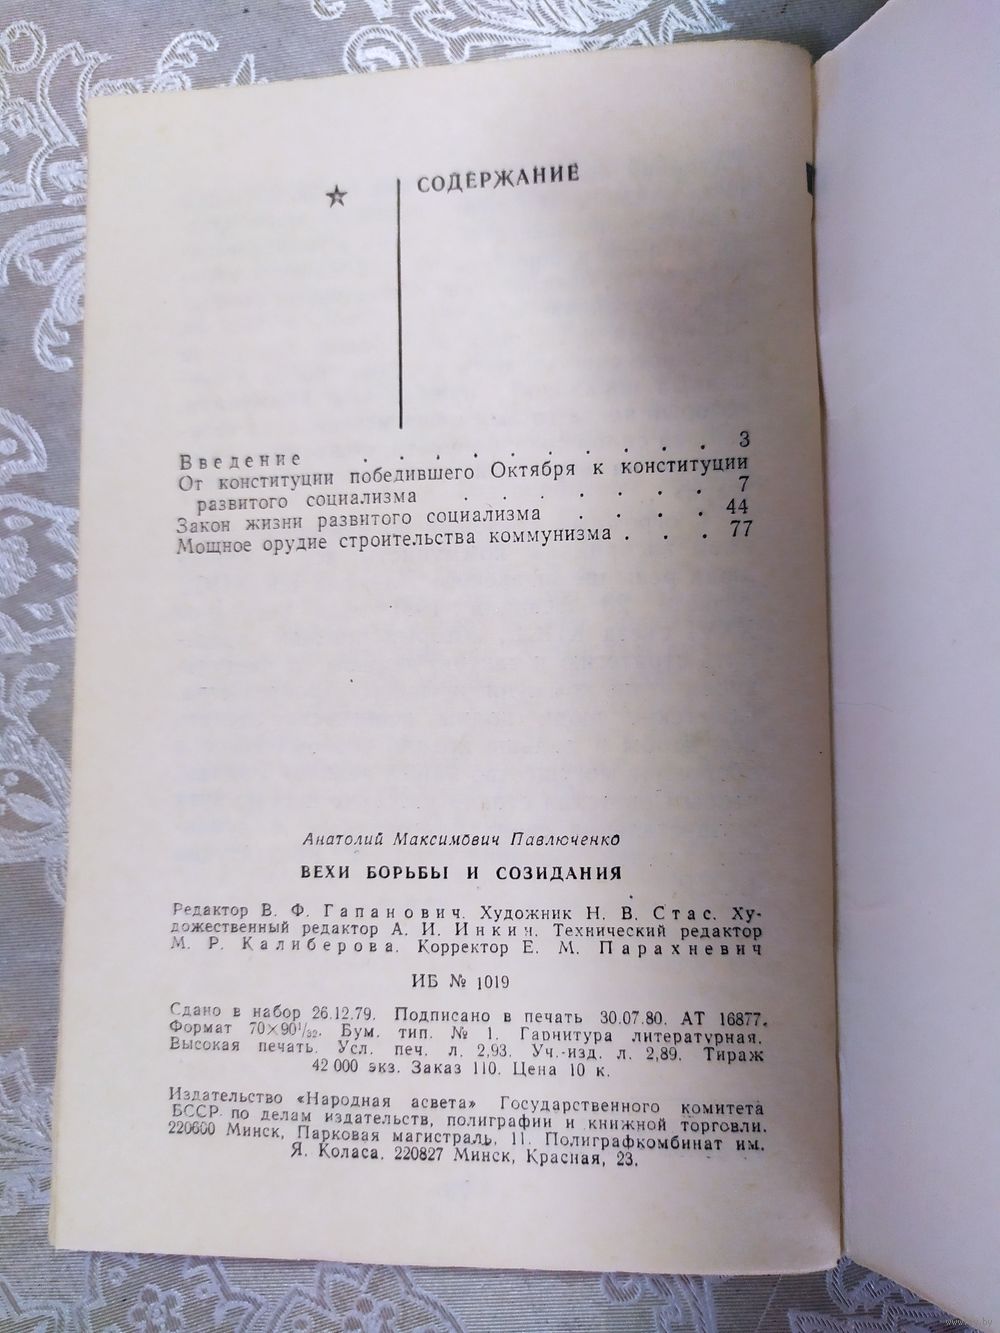 СОДЕРЖАНИЕ
Введение . . . . . . . . . . 3
От конституции победившего Октября к конституции
развитого социализма . . . . . . . 7
Закон жизни развитого социализма . . . . 44
Мощное орудие строительства коммунизма . . . 77
Анатолий Максимович Павлюченко
ВЕХИ БОРЬБЫ И СОЗИДАНИЯ
Редактор В. Ф. Гапанович. Художник Н. В. Стас. Ху-
дожественный редактор А. И. Инкин. Технический редактор
М. Р. Калиберова. Корректор Е. М. Парахневич
ИБ № 1019
Сдано в набор 26.12.79. Подписано в печать 30.07.80. АТ 16877.
Формат 70×90¹/₃₂. Бум. тип. № 1. Гарнитура литературная.
Высокая печать. Усл. печ. л. 2,93. Уч.-изд. л. 2,89. Тираж
42 000 экз. Заказ 110. Цена 10 к.
Издательство «Народная асвета» Государственного комитета
БССР по делам издательств, полиграфии и книжной торговли.
220600 Минск, Парковая магистраль, 11. Полиграфкомбинат им.
Я. Коласа. 220827 Минск, Красная, 23.